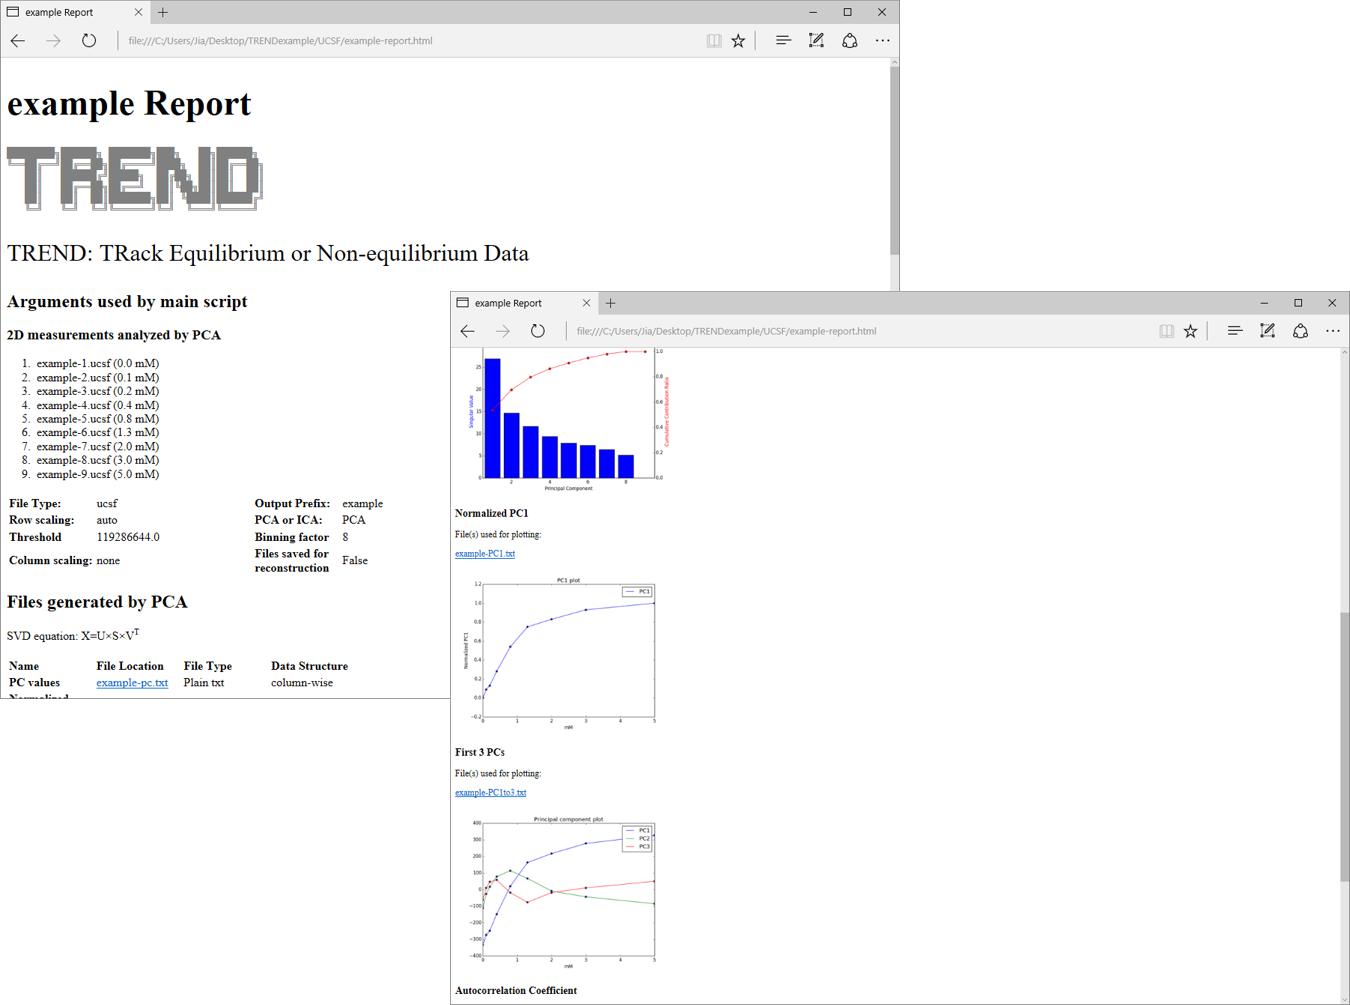 example Report
file:///C:/Users/Jia/Desktop/TRENDexample/UCSF/example-report.html
example Report
TREND
TREND: TRack Equilibrium or Non-equilibrium Data
Arguments used by main script
2D measurements analyzed by PCA
1. example-1.ucsf (0.0 mM)
2. example-2.ucsf (0.1 mM)
3. example-3.ucsf (0.2 mM)
4. example-4.ucsf (0.4 mM)
5. example-5.ucsf (0.8 mM)
6. example-6.ucsf (1.3 mM)
7. example-7.ucsf (2.0 mM)
8. example-8.ucsf (3.0 mM)
9. example-9.ucsf (5.0 mM)
File Type: ucsf Output Prefix: example
Row scaling: auto PCA or ICA: PCA
Threshold 119286644.0 Binning factor 8
Column scaling: none Files saved for reconstruction False
Files generated by PCA
SVD equation: X=U×S×V^T
Name File Location File Type Data Structure
PC values example-pc.txt Plain txt column-wise
Normalized
example Report
file:///C:/Users/Jia/Desktop/TRENDexample/UCSF/example-report.html
25 1.0
20 0.8
15 0.6
10 0.4
5 0.2
0 0.0
Singular Value
Cumulative Contribution Ratio
2 4 6 8
Principal Component
Normalized PC1
File(s) used for plotting:
example-PC1.txt
PC1 plot
PC1
1.2
1.0
0.8
0.6
0.4
0.2
0.0
−0.2
Normalized PC1
0 1 2 3 4 5
mM
First 3 PCs
File(s) used for plotting:
example-PC1to3.txt
Principal component plot
PC1
PC2
PC3
400
300
200
100
0
−100
−200
−300
−400
0 1 2 3 4 5
mM
Autocorrelation Coefficient